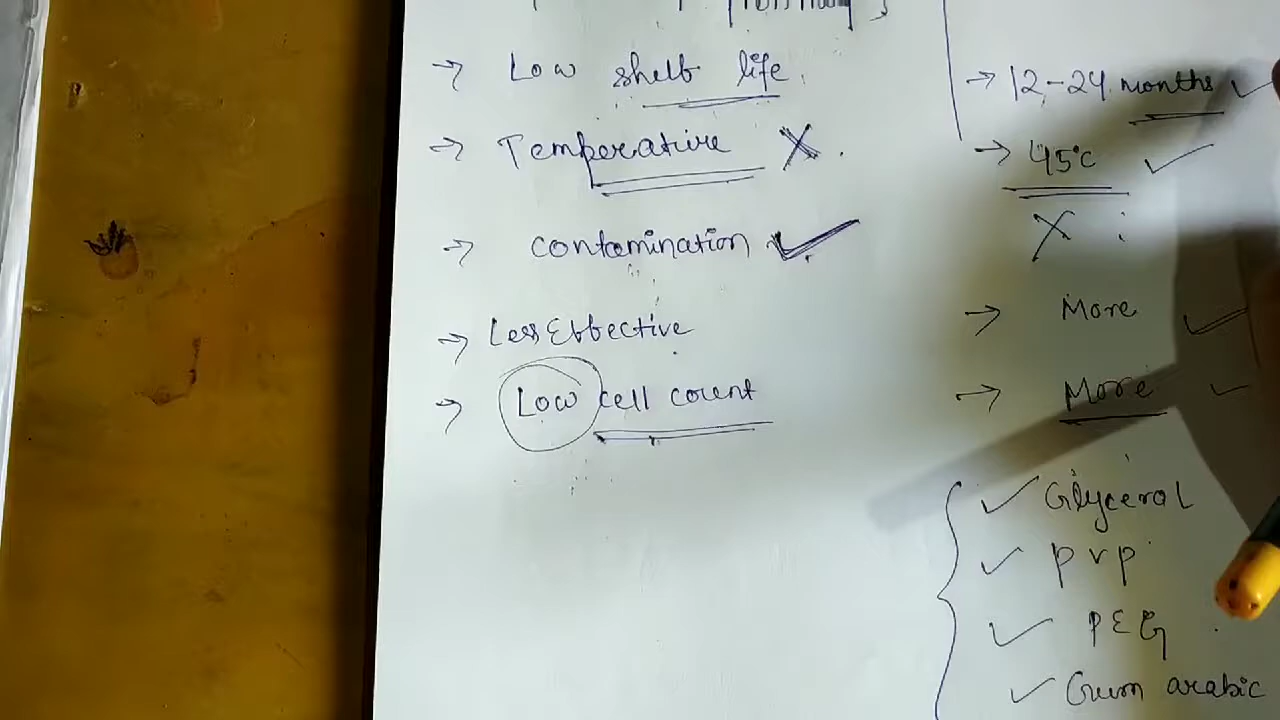 → Low shelf life.
→ Temperature X.
→ contamination ✓
→ Less Effective
→ Low cell count
→ 12-24 months ✓
→ 45°c ✓
X
→ More ✓
→ More ✓
✓ Glyceral
✓ pvp
✓ PEG
✓ Gum arabic